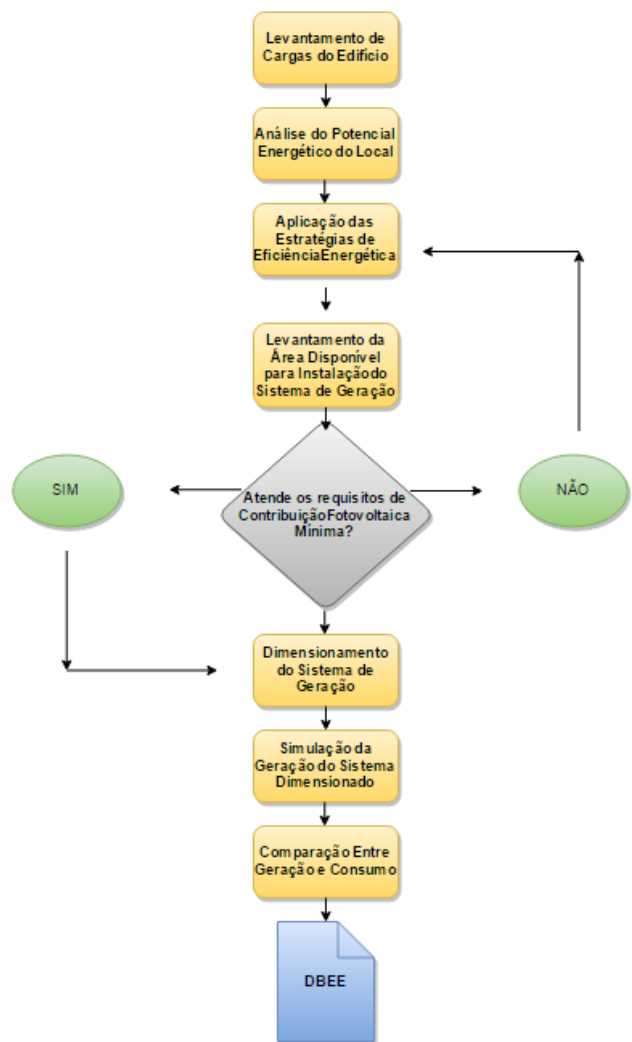 Levantamento de
Cargas do Edifício
Análise do Potencial
Energético do Local
Aplicação das
Estratégias de
EficiênciaEnergética
Levantamento da
Área Disponível
para Instalaçãodo
Sistema de Geração
SIM
Atende os requisitos de
ContribuiçãoFotovoltaica
Mínima?
NÃO
Dimensionamento
do Sistema de
Geração
Simulação da
Geração do Sistema
Dimensionado
Comparação Entre
Geração e Consumo
DBEE